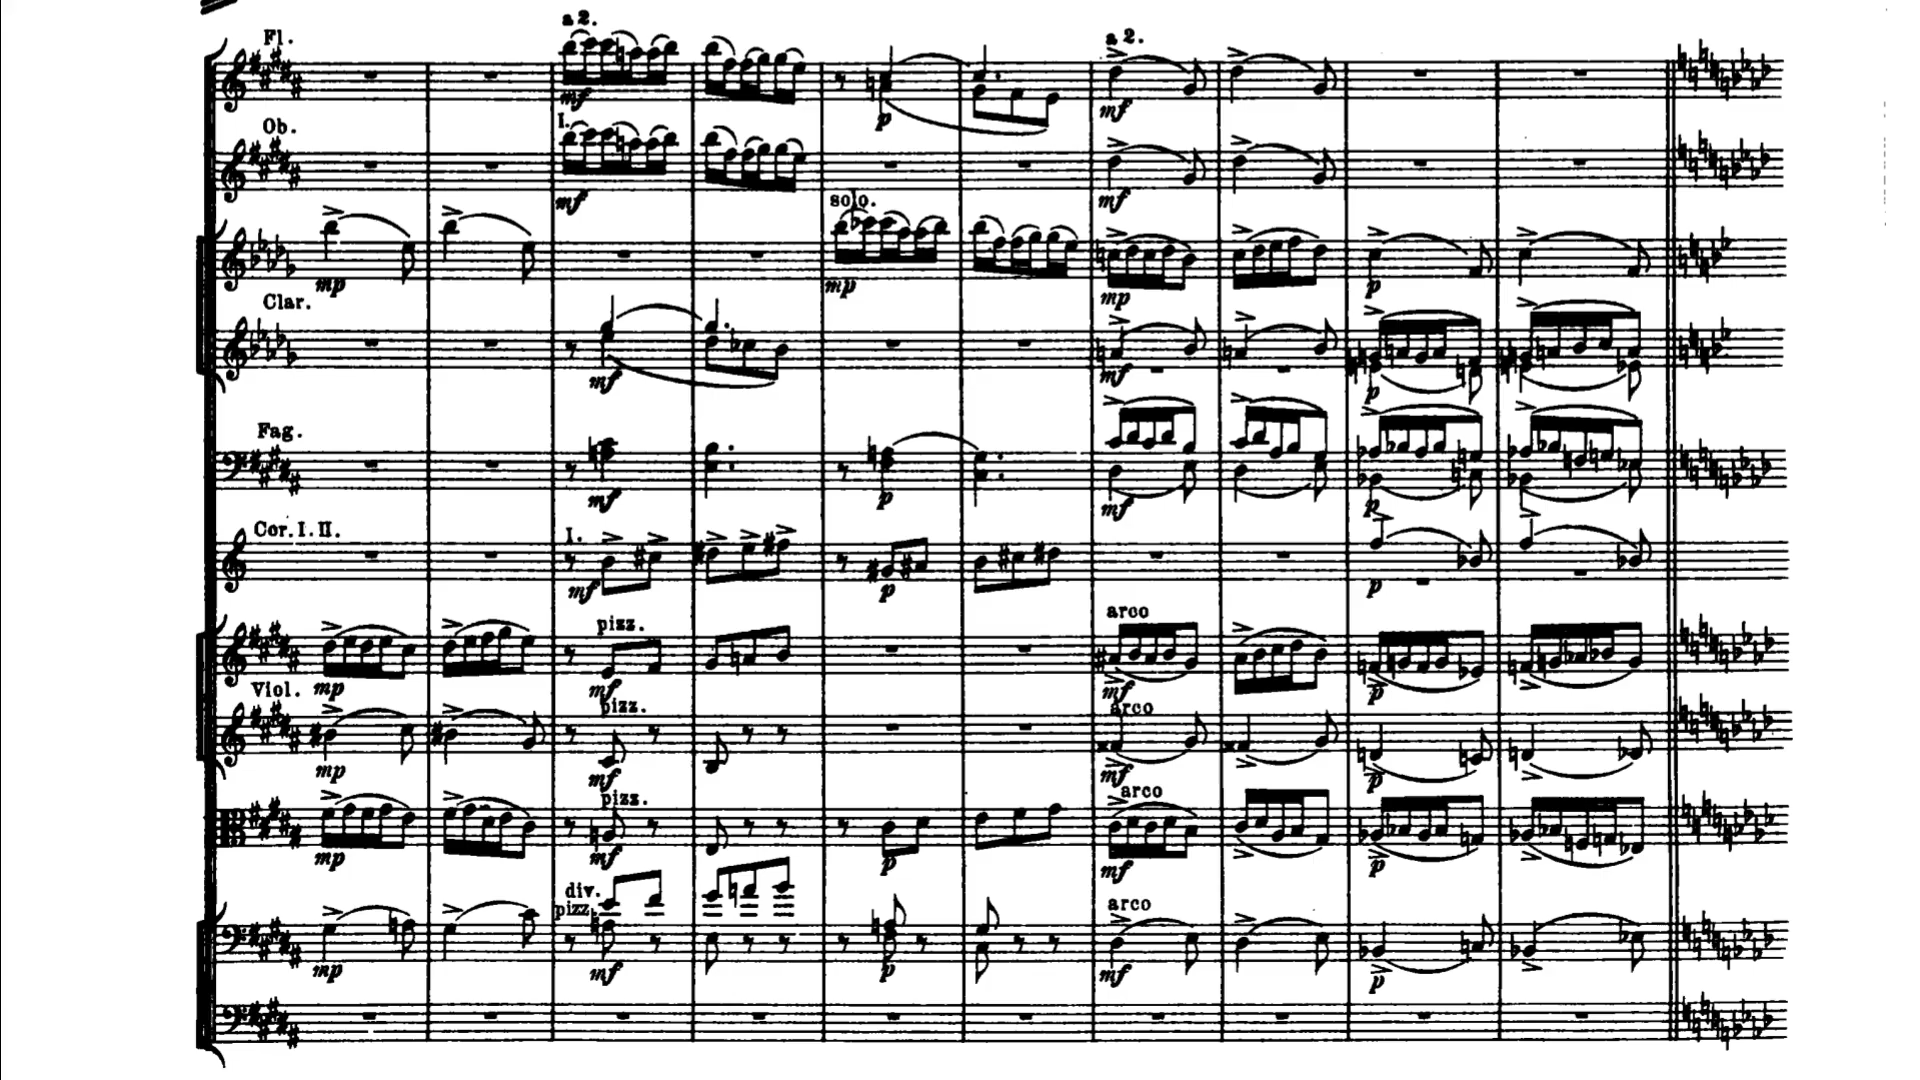 a 2.
Fl.
a 2.
mf
p
mf
Ob.
I.
mf
mf
solo.
mp
mp
mp
p
Clar.
mf
mf
p
Fag.
mf
p
mf
p
Cor. I. II.
I.
mf
p
p
pizz.
arco
mp
mf
mf
p
Viol.
pizz.
arco
mp
mf
mf
p
pizz.
arco
mp
mf
p
mf
p
div.
pizz.
arco
mp
mf
p
mf
p